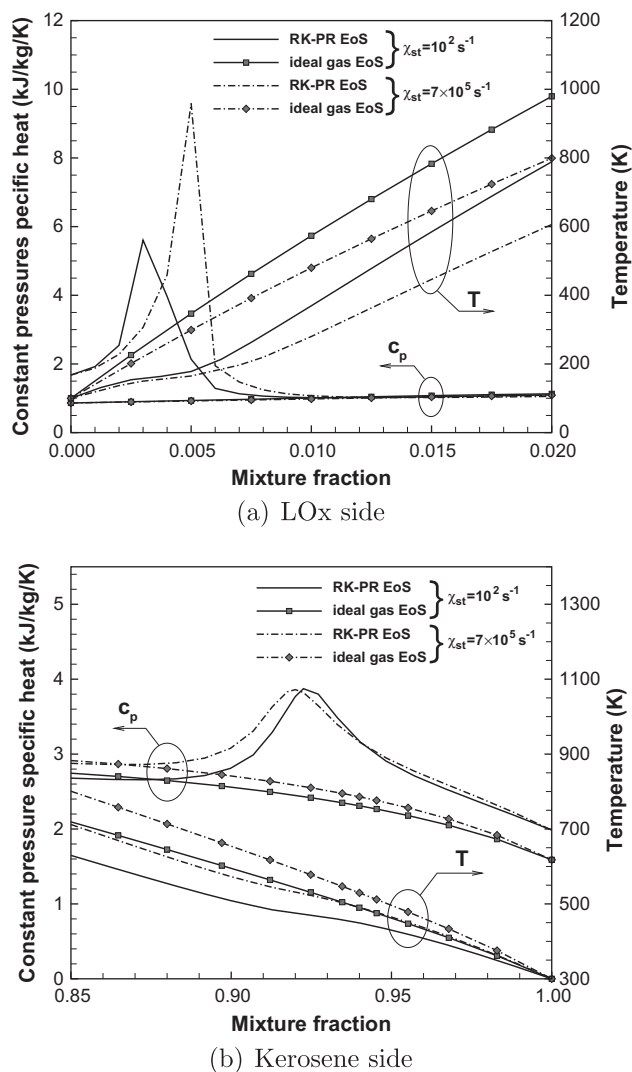 12
10
8
6
4
2
0
Constant pressures pecific heat (kJ/kg/K)
RK-PR EoS
ideal gas EoS
χst=10² s⁻¹
RK-PR EoS
ideal gas EoS
χst=7×10⁵ s⁻¹
T
cp
1200
1000
800
600
400
200
0
Temperature (K)
0.000 0.005 0.010 0.015 0.020
Mixture fraction
(a) LOx side
5
4
3
2
1
0
Constant pressure specific heat (kJ/kg/K)
RK-PR EoS
ideal gas EoS
χst=10² s⁻¹
RK-PR EoS
ideal gas EoS
χst=7×10⁵ s⁻¹
cp
T
1300
1100
900
700
500
300
Temperature (K)
0.85 0.90 0.95 1.00
Mixture fraction
(b) Kerosene side